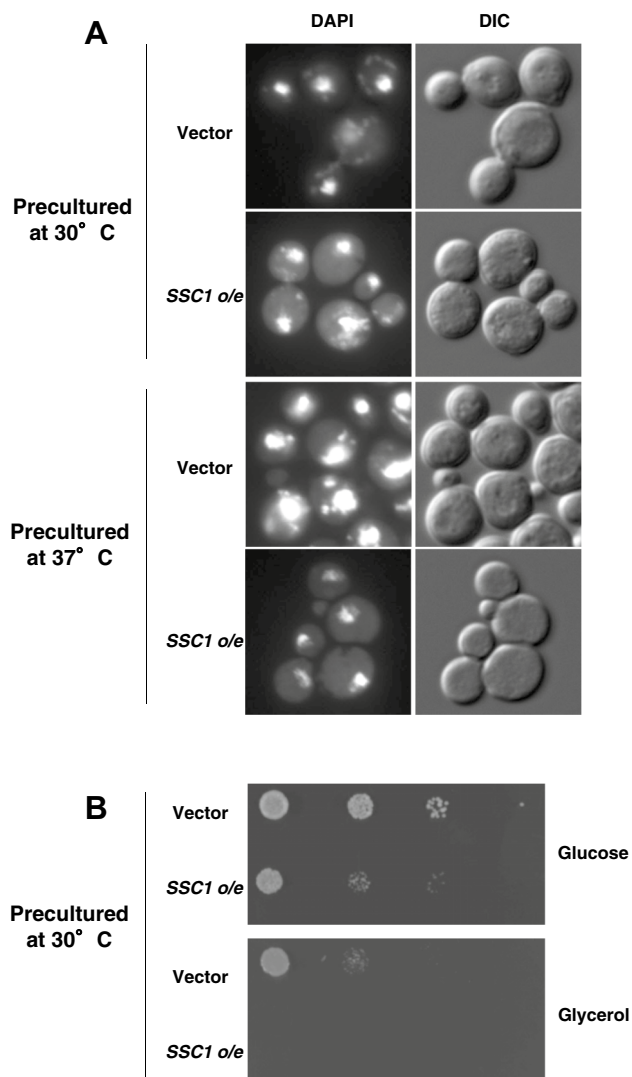 DAPI DIC
A
Vector
Precultured
at 30° C
SSC1 o/e
Vector
Precultured
at 37° C
SSC1 o/e
B
Vector
Glucose
SSC1 o/e
Precultured
at 30° C
Vector
Glycerol
SSC1 o/e